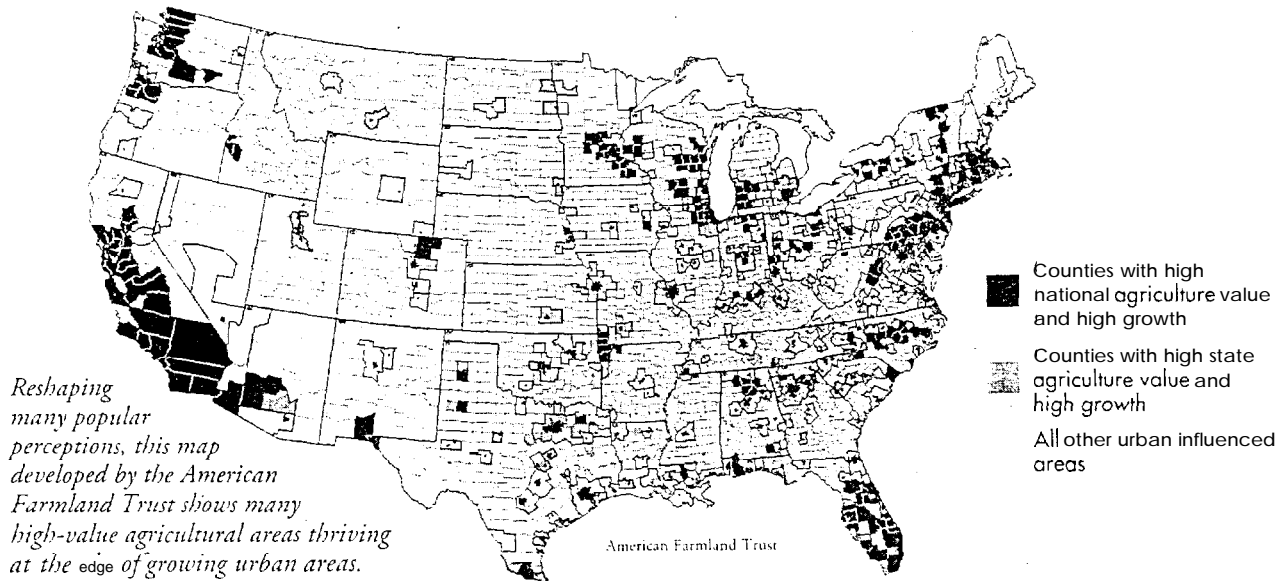 Counties with high
national agriculture value
and high growth
Counties with high state
agriculture value and
high growth
All other urban influenced
areas
Reshaping
many popular
perceptions, this map
developed by the American
Farmland Trust shows many
high-value agricultural areas thriving
at the edge of growing urban areas.
American Farmland Trust